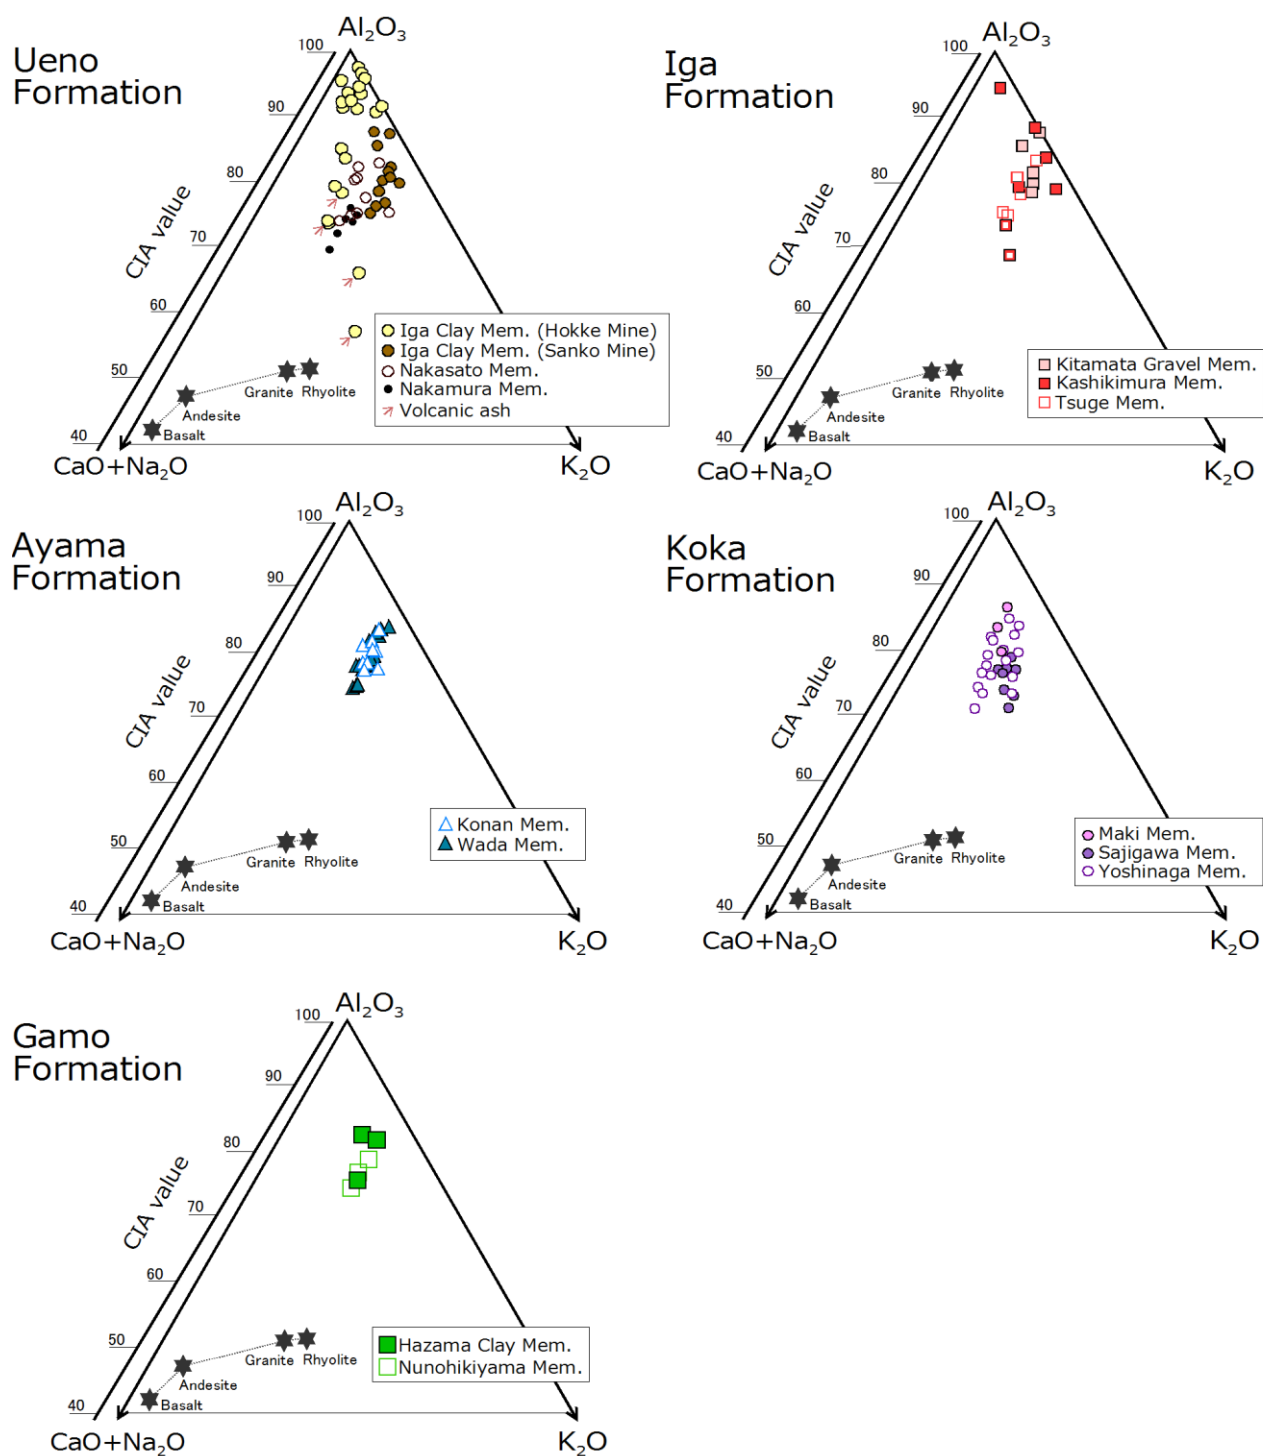 Ueno
Formation
Al₂O₃
100
90
80
70
60
50
40
CIA value
Iga Clay Mem. (Hokke Mine)
Iga Clay Mem. (Sanko Mine)
Nakasato Mem.
Nakamura Mem.
Volcanic ash
Granite
Rhyolite
Andesite
Basalt
CaO+Na₂O
K₂O
Iga
Formation
Al₂O₃
100
90
80
70
60
50
40
CIA value
Kitamata Gravel Mem.
Kashikimura Mem.
Tsuge Mem.
Granite
Rhyolite
Andesite
Basalt
CaO+Na₂O
K₂O
Ayama
Formation
Al₂O₃
100
90
80
70
60
50
40
CIA value
Konan Mem.
Wada Mem.
Granite
Rhyolite
Andesite
Basalt
CaO+Na₂O
K₂O
Koka
Formation
Al₂O₃
100
90
80
70
60
50
40
CIA value
Maki Mem.
Sajigawa Mem.
Yoshinaga Mem.
Granite
Rhyolite
Andesite
Basalt
CaO+Na₂O
K₂O
Gamo
Formation
Al₂O₃
100
90
80
70
60
50
40
CIA value
Hazama Clay Mem.
Nunohikiyama Mem.
Granite
Rhyolite
Andesite
Basalt
CaO+Na₂O
K₂O